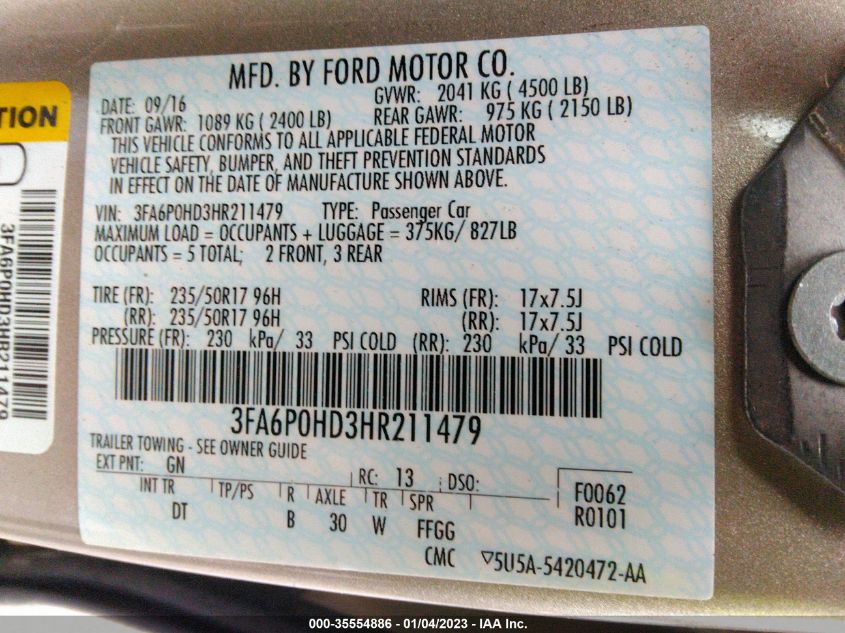 MFD. BY FORD MOTOR CO.
DATE: 09/16 GVWR: 2041 KG ( 4500 LB)
FRONT GAWR: 1089 KG ( 2400 LB) REAR GAWR: 975 KG ( 2150 LB)
THIS VEHICLE CONFORMS TO ALL APPLICABLE FEDERAL MOTOR
VEHICLE SAFETY, BUMPER, AND THEFT PREVENTION STANDARDS
IN EFFECT ON THE DATE OF MANUFACTURE SHOWN ABOVE.
VIN: 3FA6P0HD3HR211479 TYPE: Passenger Car
MAXIMUM LOAD = OCCUPANTS + LUGGAGE = 375KG/ 827LB
OCCUPANTS = 5 TOTAL; 2 FRONT, 3 REAR
TIRE (FR): 235/50R17 96H RIMS (FR): 17x7.5J
(RR): 235/50R17 96H (RR): 17x7.5J
PRESSURE (FR): 230 kPa/ 33 PSI COLD (RR): 230 kPa/ 33 PSI COLD
3FA6P0HD3HR211479
TRAILER TOWING - SEE OWNER GUIDE
EXT PNT: GN RC: 13 DSO: F0062
INT TR TP/PS R AXLE TR SPR R0101
DT B 30 W FFGG
CMC ▽5U5A-5420472-AA
TION
3FA6P0HD3HR211479
000-35554886 - 01/04/2023 - IAA Inc.